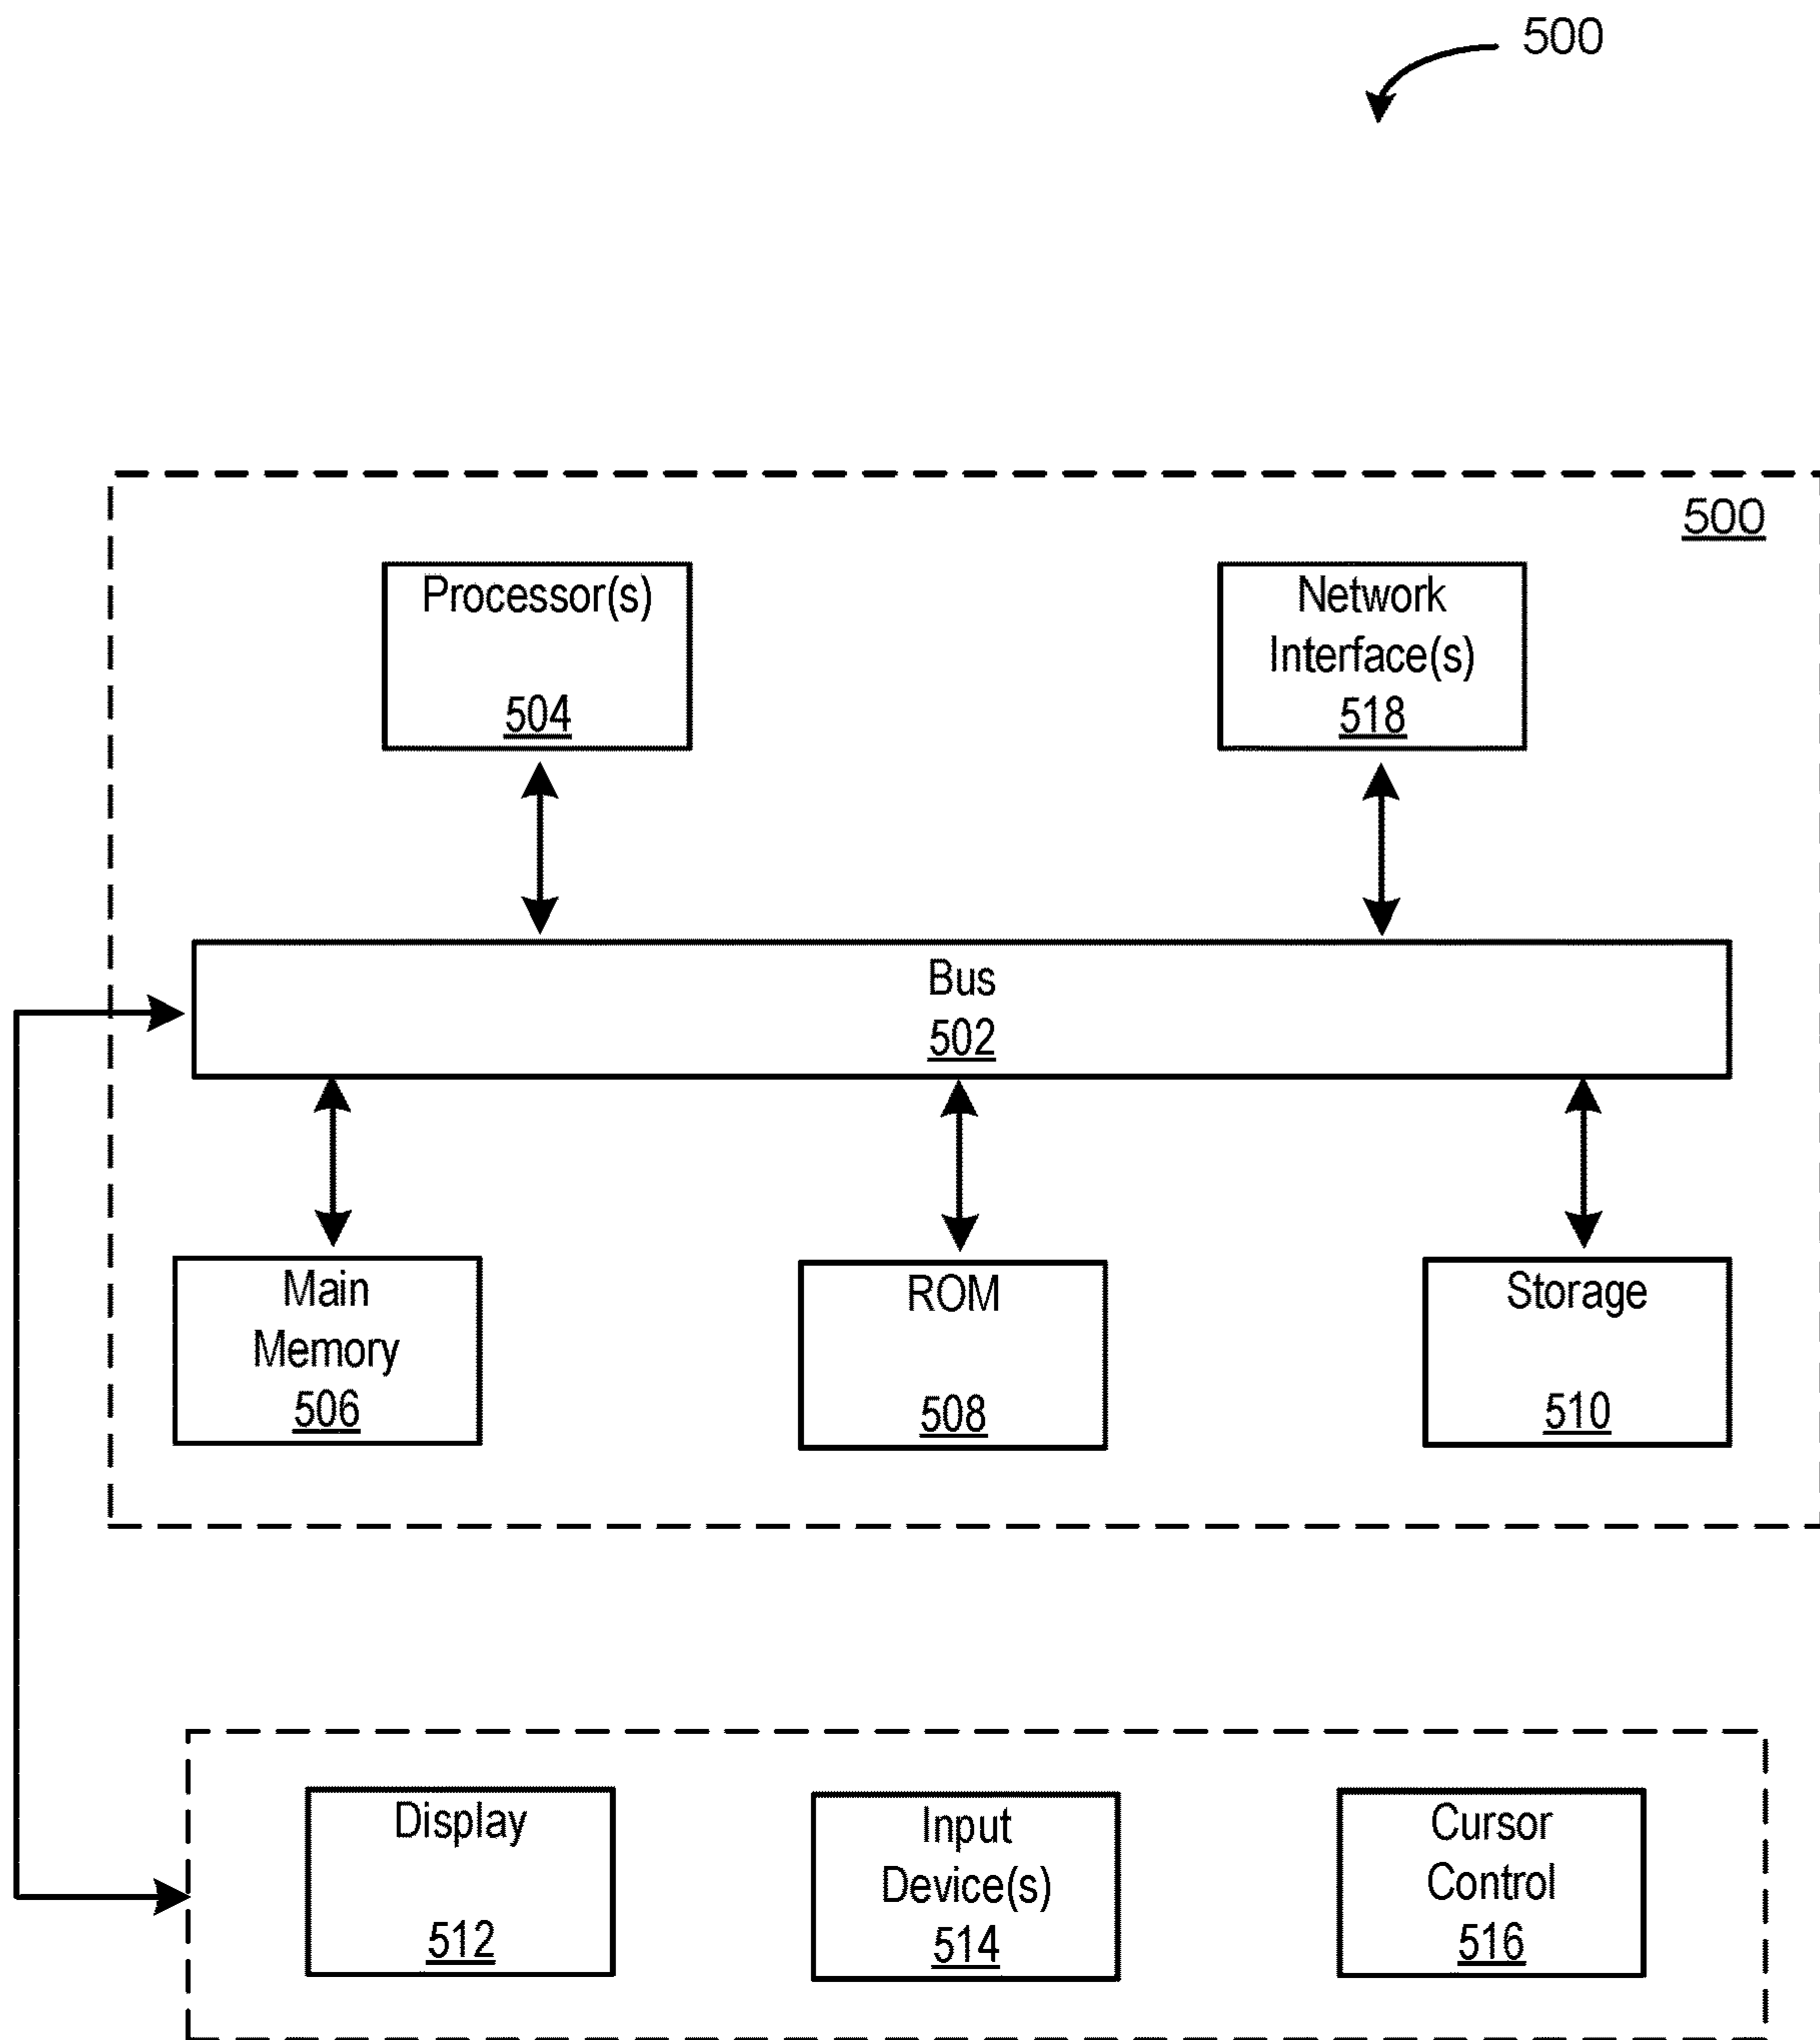 500
500
Processor(s)
504
Network
Interface(s)
518
Bus
502
Main
Memory
506
ROM
508
Storage
510
Display
512
Input
Device(s)
514
Cursor
Control
516